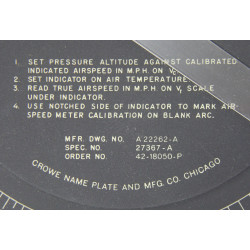 1. SET PRESSURE ALTITUDE AGAINST CALIBRATED
INDICATED AIRSPEED IN M.P.H. ON V
2. SET INDICATOR ON AIR TEMPERATURE.
3. READ TRUE AIRSPEED IN M.P.H. ON V SCALE
UNDER INDICATOR.
4. USE NOTCHED SIDE OF INDICATOR TO MARK AIR-
SPEED METER CALIBRATION ON BLANK ARC.
MFR. DWG. NO. A 22262-A
SPEC. NO. 27367-A
ORDER NO. 42-18050-P
CROWE NAME PLATE AND MFG. CO. CHICAGO